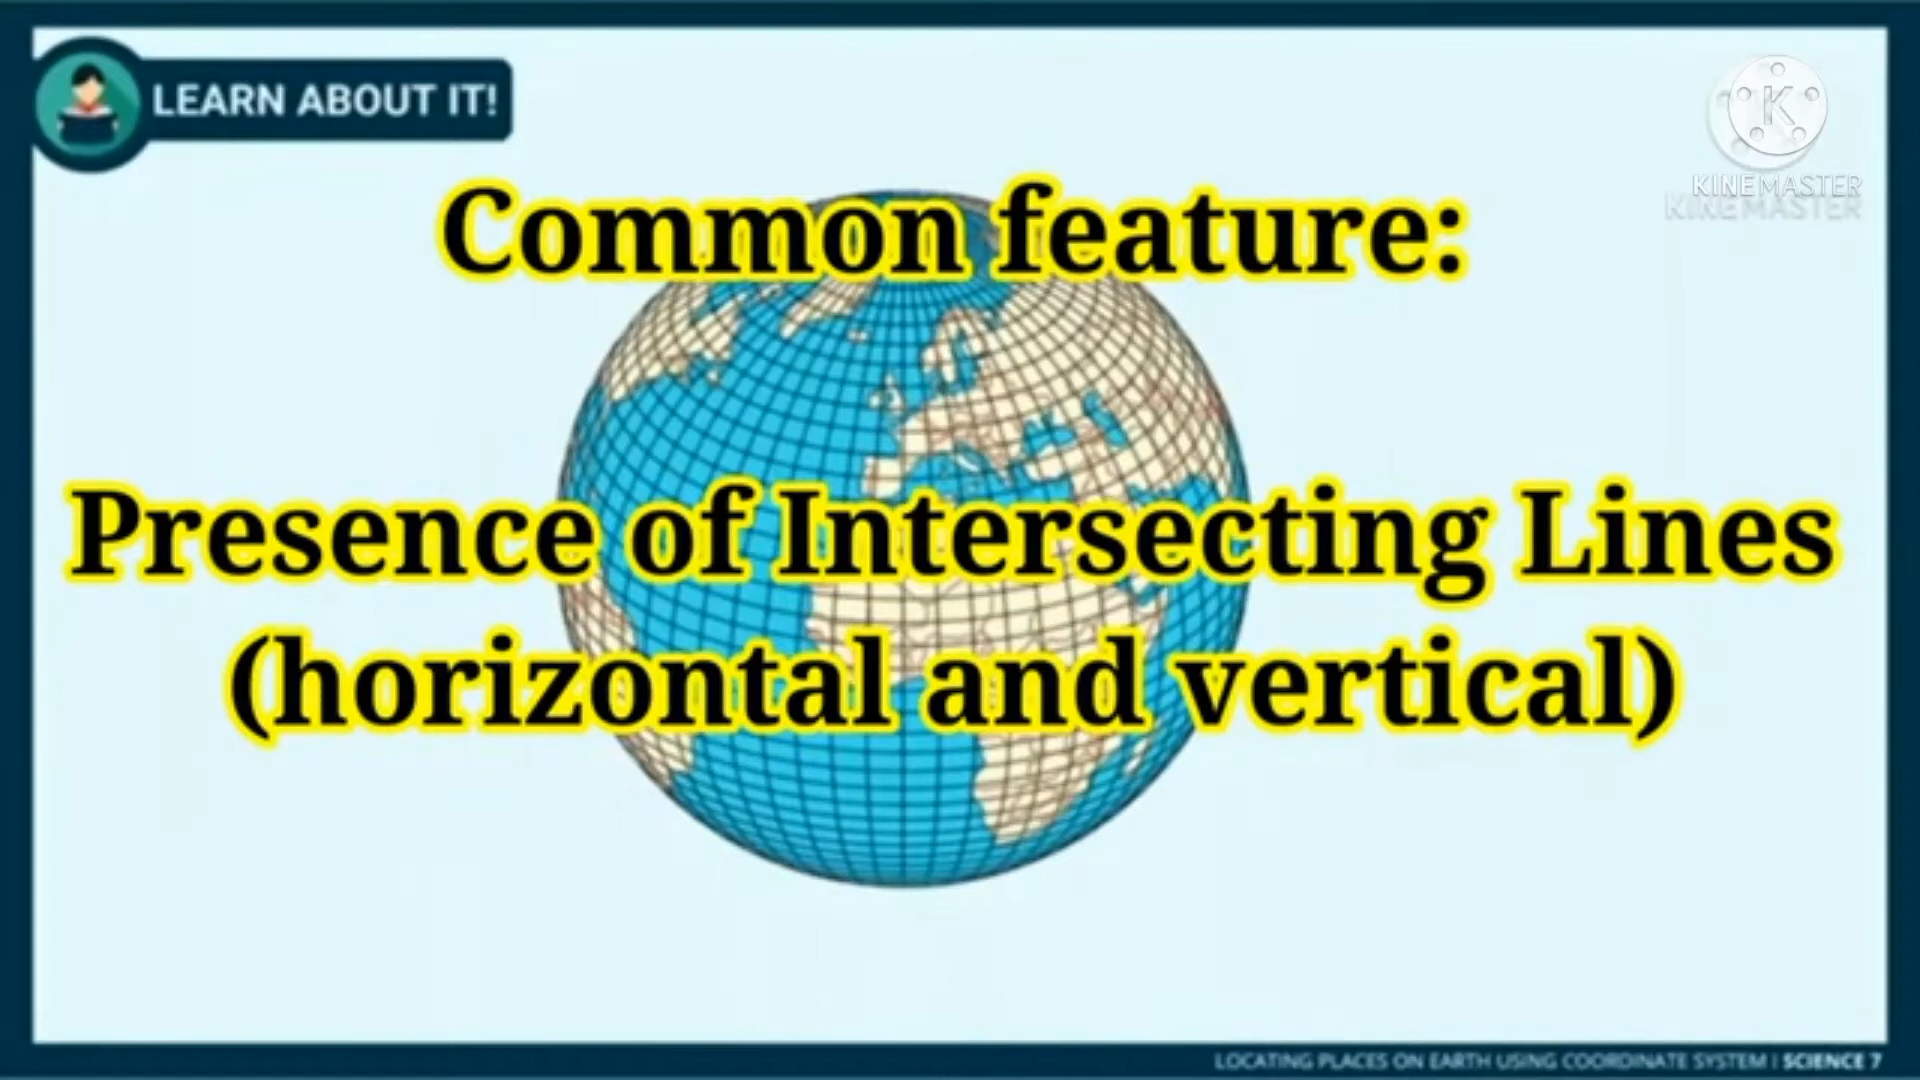 LEARN ABOUT IT!
K
KINEMASTER
KINEMASTER
Common feature:
Presence of Intersecting Lines
(horizontal and vertical)
LOCATING PLACES ON EARTH USING COORDINATE SYSTEM | SCIENCE 7